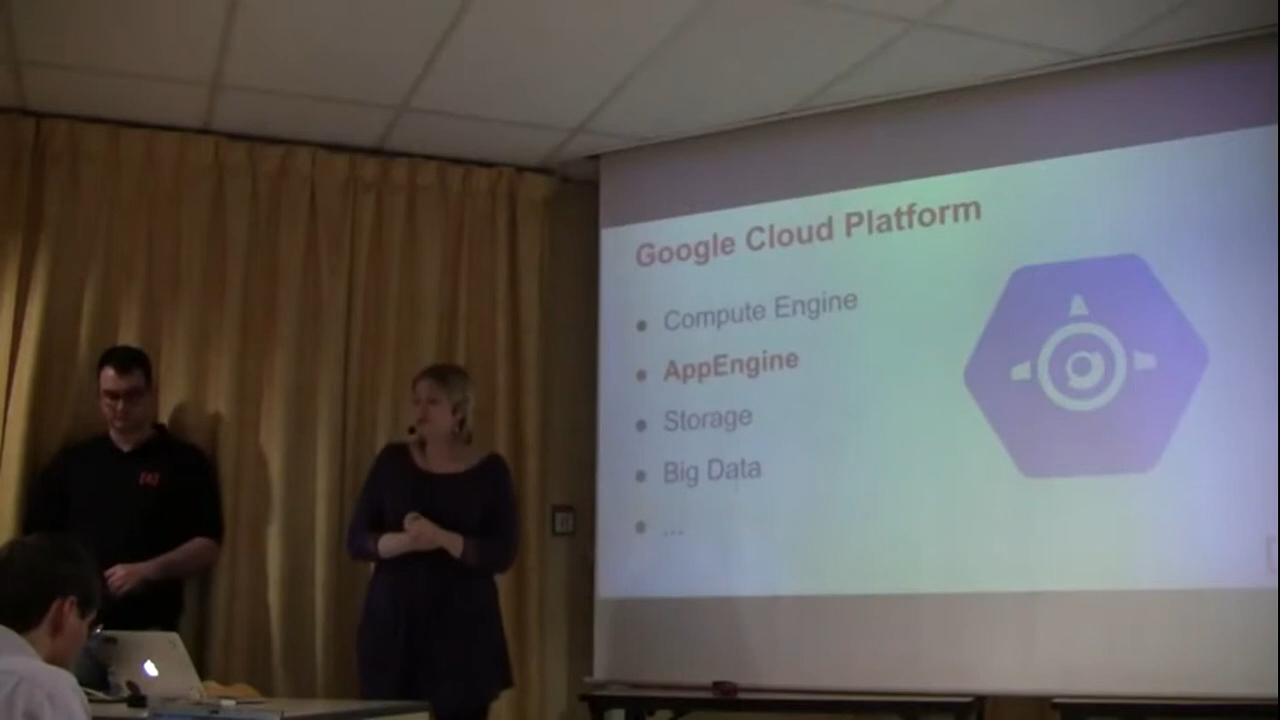 Google Cloud Platform
● Compute Engine
● AppEngine
● Storage
● Big Data
● ...